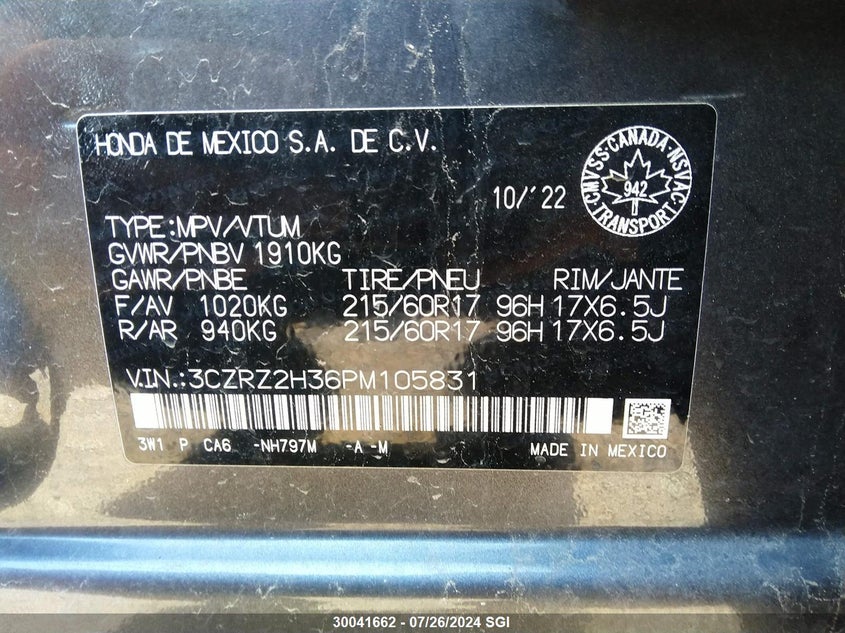 HONDA DE MEXICO S.A. DE C.V.
10/'22
CMVSS·CANADA·NSVAC·TRANSPORT·
942
TYPE:MPV/VTUM
GVWR/PNBV 1910KG
GAWR/PNBE TIRE/PNEU RIM/JANTE
F/AV 1020KG 215/60R17 96H 17X6.5J
R/AR 940KG 215/60R17 96H 17X6.5J
V.I.N.:3CZRZ2H36PM105831
3W1 P CA6 -NH797M -A -M MADE IN MEXICO
30041662 - 07/26/2024 SGI